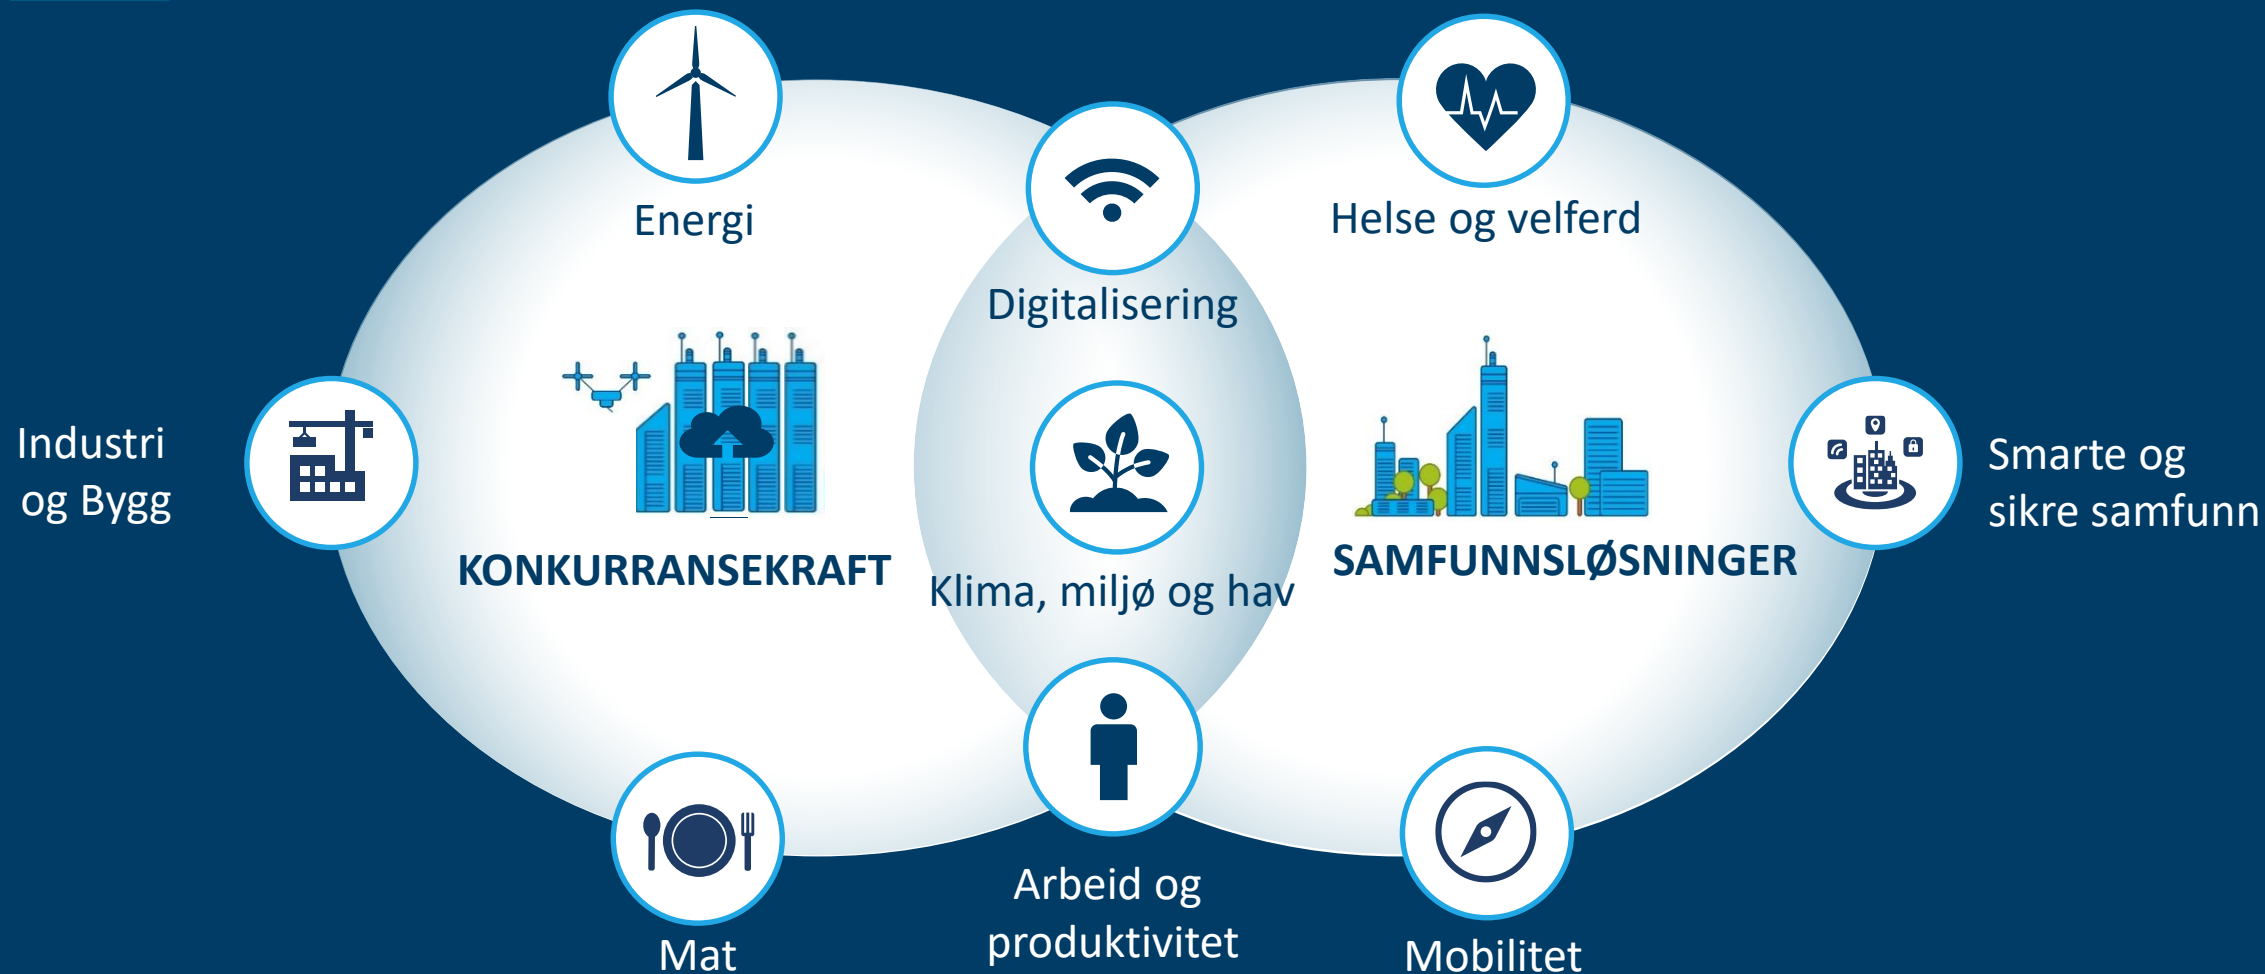 Energi
Helse og velferd
Digitalisering
Industri
og Bygg
Smarte og
sikre samfunn
KONKURRANSEKRAFT
SAMFUNNSLØSNINGER
Klima, miljø og hav
Arbeid og
produktivitet
Mat
Mobilitet